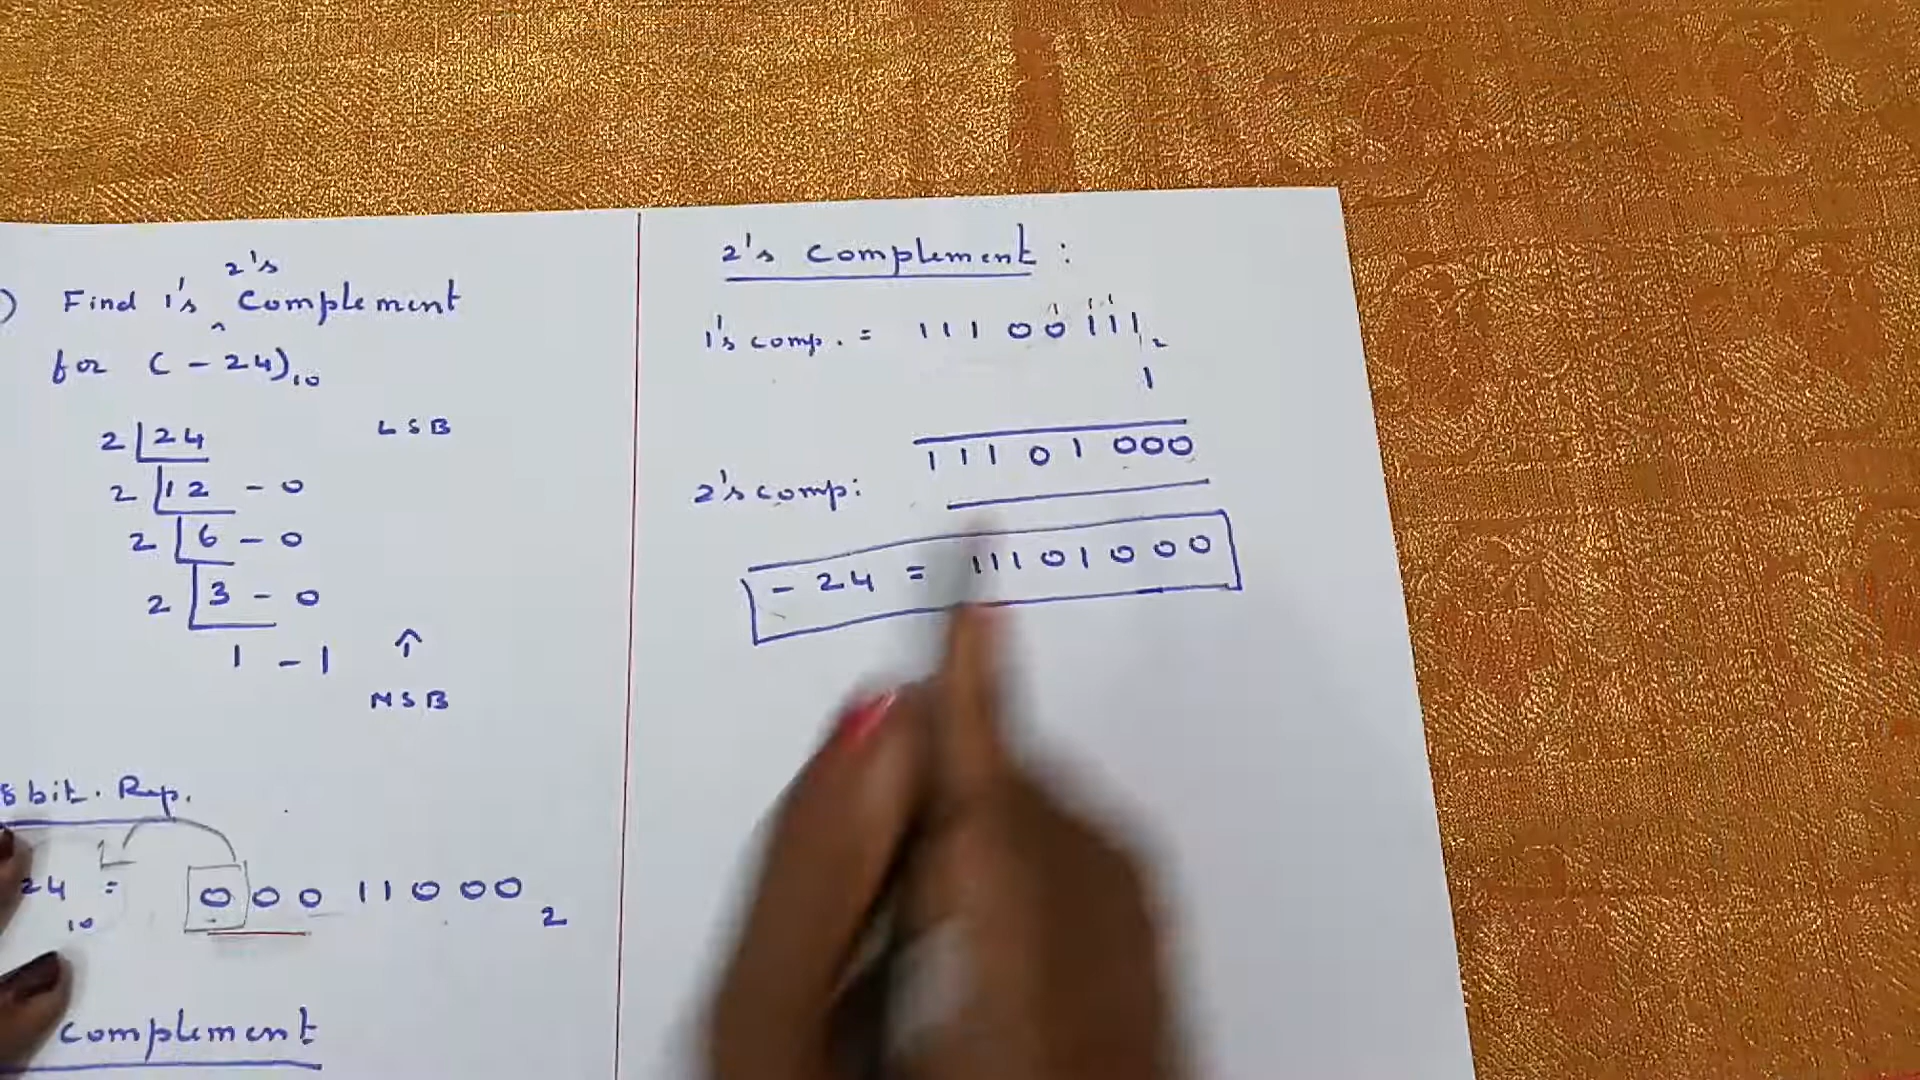 ) Find 1's 2's Complement
for (-24)10
2 24 LSB
2 12 - 0
2 6 - 0
2 3 - 0
1 - 1 ↑
MSB
8 bit. Rep.
24 10 = 0 0 0 1 1 0 0 0 2
Complement
2's Complement :
1's comp. = 1 1 1 0 0 1 1 1 2
1
2's comp: 1 1 1 0 1 0 0 0
- 24 = 1 1 1 0 1 0 0 0